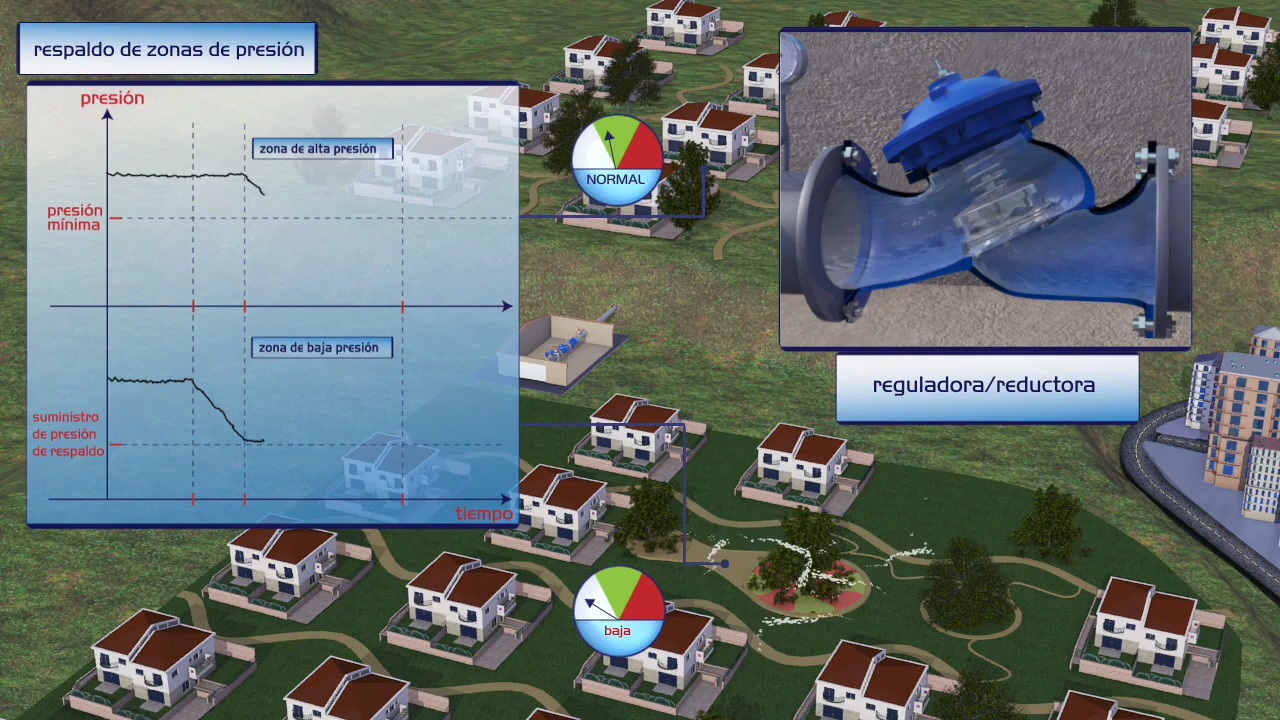 respaldo de zonas de presión
presión
zona de alta presión
presión
mínima
zona de baja presión
suministro
de presión
de respaldo
tiempo
NORMAL
baja
reguladora/reductora